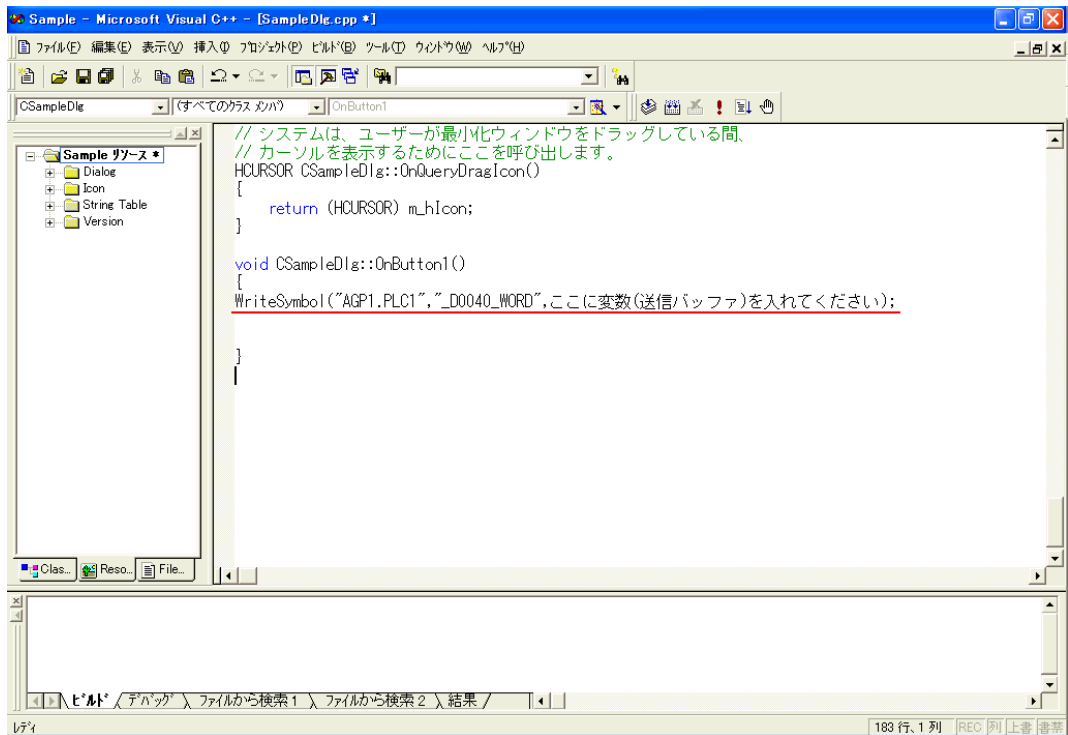 Sample - Microsoft Visual C++ - [SampleDlg.cpp *]
ファイル(F) 編集(E) 表示(V) 挿入(I) プロジェクト(P) ビルド(B) ツール(T) ウィンドウ(W) ヘルプ(H)
CSampleDlg (すべてのクラス メンバ) OnButton1
Sample リソース *
Dialog
Icon
String Table
Version
// システムは、ユーザーが最小化ウィンドウをドラッグしている間、
// カーソルを表示するためにここを呼び出します。
HCURSOR CSampleDlg::OnQueryDragIcon()
{
return (HCURSOR) m_hIcon;
}
void CSampleDlg::OnButton1()
{
WriteSymbol("AGP1.PLC1","_D0040_WORD",ここに変数(送信バッファ)を入れてください);
}
Clas... Reso... File...
ビルド デバッグ ファイルから検索1 ファイルから検索2 結果
レディ 183 行、1 列 REC 列 上書 書禁